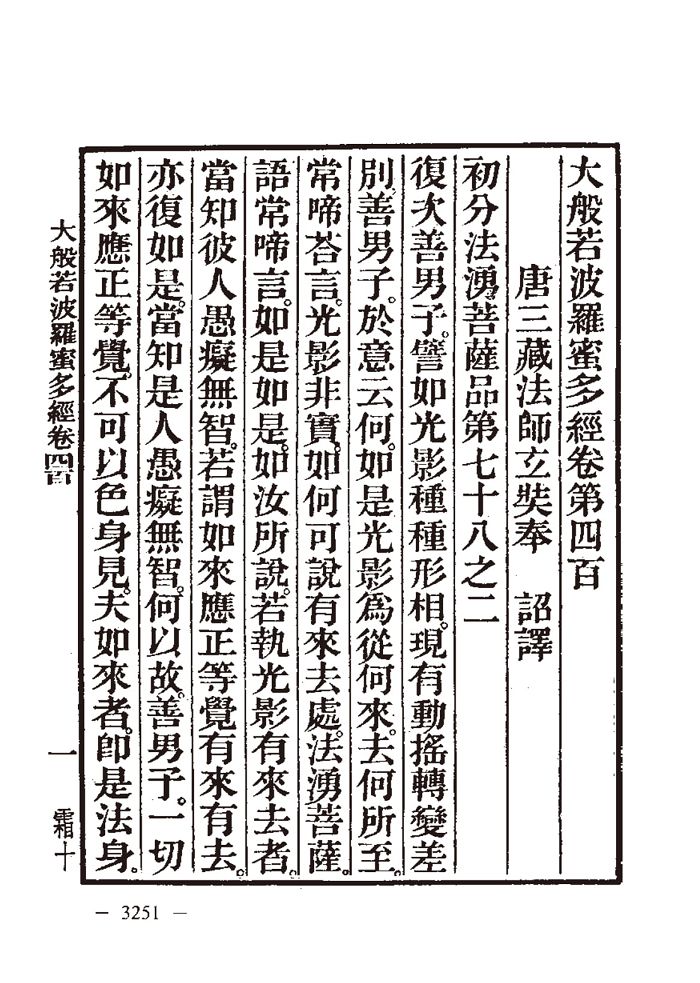 大般若波羅蜜多經卷第四百
唐三藏法師玄奘奉 詔譯
初分法湧菩薩品第七十八之二
復次善男子。譬如光影種種形相。現有動搖轉變差
別。善男子。於意云何。如是光影為從何來。去何所至。
常啼荅言。光影非實。如何可說有來去處。法湧菩薩。
語常啼言。如是如是。如汝所說。若執光影有來去者。
當知彼人愚癡無智。若謂如來應正等覺有來有去。
亦復如是。當知是人愚癡無智。何以故。善男子。一切
如來應正等覺。不可以色身見。夫如來者。卽是法身。
大般若波羅蜜多經卷四百
一
霜十
— 3251 —